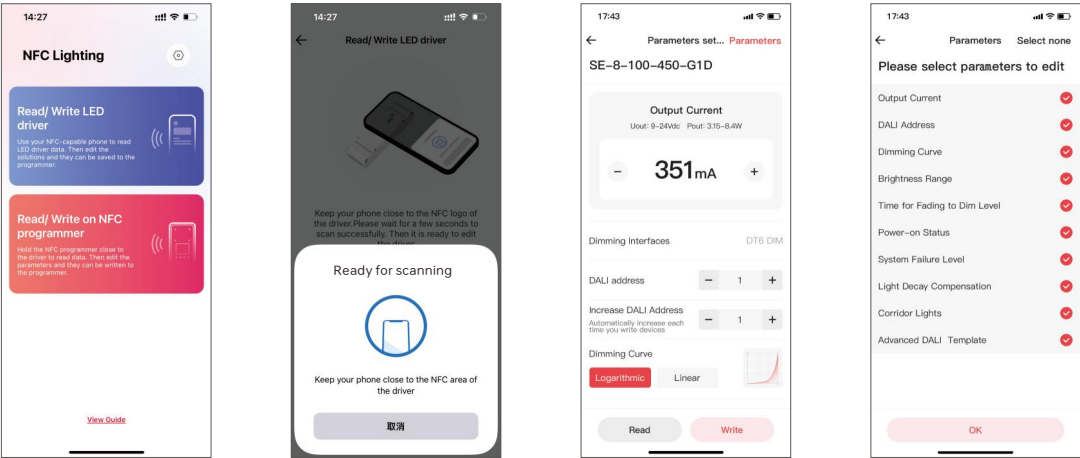 14:27
NFC Lighting
Read/ Write LED
driver
Use your NFC-capable phone to read
LED driver data. Then edit the
solutions and they can be saved to the
programmer.
Read/ Write on NFC
programmer
Hold the NFC programmer close to
the driver to read data. Then edit the
parameters and they can be written to
the programmer.
View Guide
14:27
Read/ Write LED driver
Keep your phone close to the NFC logo of
the driver.Please wait for a few seconds to
scan successfully. Then it is ready to edit
the driver
Ready for scanning
Keep your phone close to the NFC area of
the driver
取消
17:43
Parameters set... Parameters
SE-8-100-450-G1D
Output Current
Uout: 9-24Vdc Pout: 3.15-8.4W
- 351mA +
Dimming Interfaces DT6 DIM
DALI address - 1 +
Increase DALI Address
Automatically increase each
time you write devices
- 1 +
Dimming Curve
Logarithmic Linear
Read Write
17:43
Parameters Select none
Please select parameters to edit
Output Current
DALI Address
Dimming Curve
Brightness Range
Time for Fading to Dim Level
Power-on Status
System Failure Level
Light Decay Compensation
Corridor Lights
Advanced DALI Template
OK